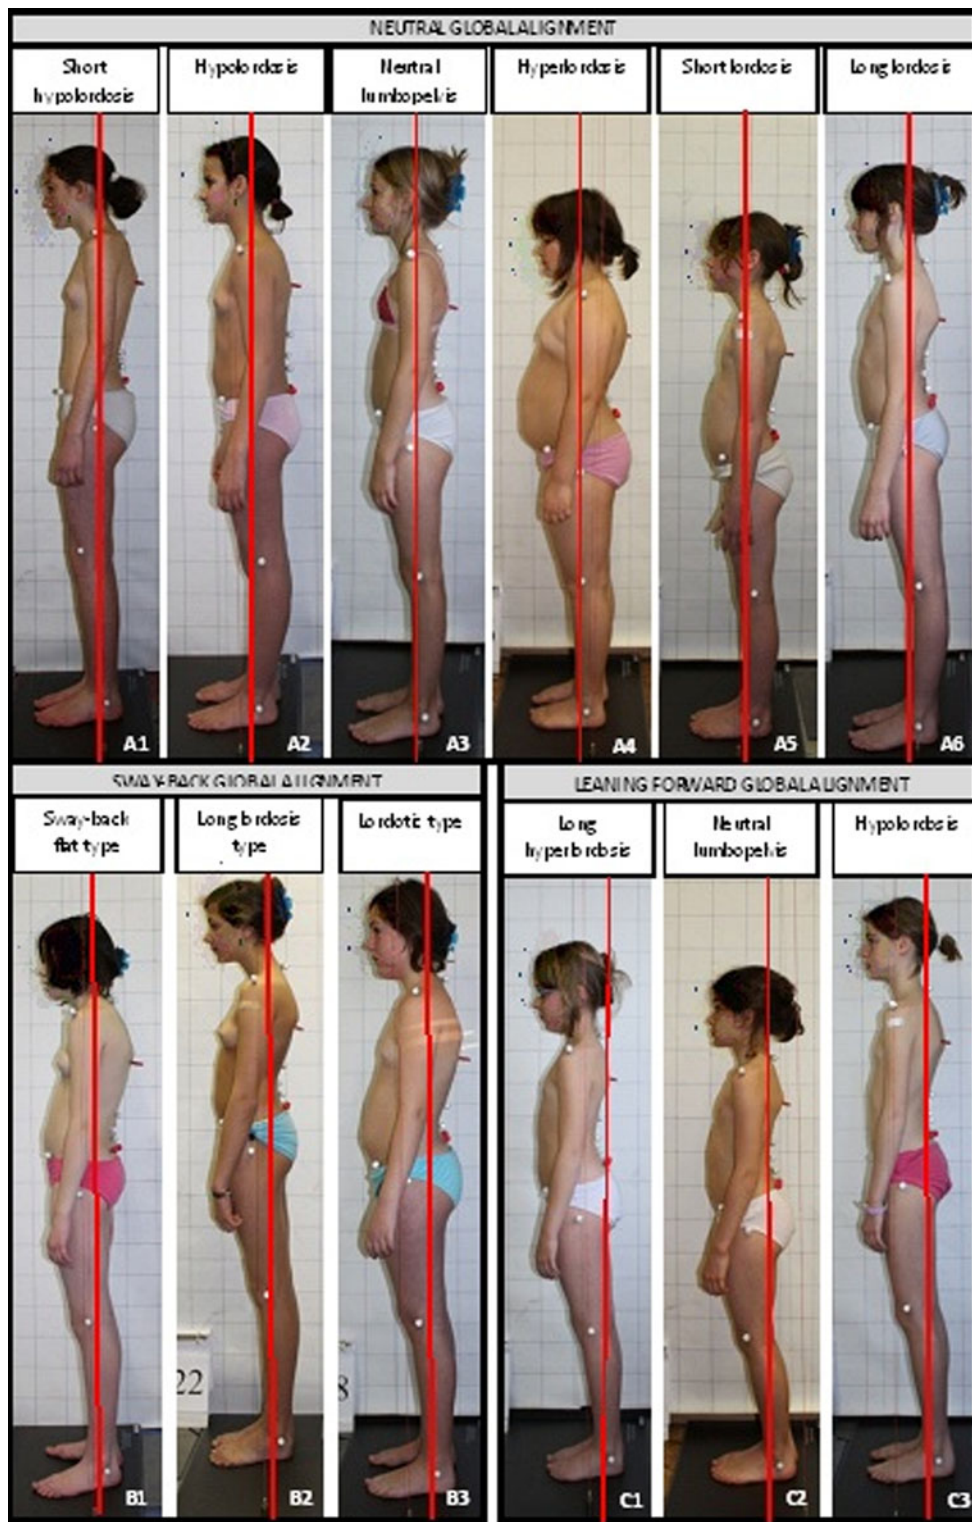 NEUTRAL GLOBAL ALIGNMENT
Short
hypolordosis
Hypolordosis
Neutral
lumbopelvis
Hyperlordosis
Short lordosis
Long lordosis
A1
A2
A3
A4
A5
A6
SWAY-BACK GLOBAL ALIGNMENT
LEANING FORWARD GLOBAL ALIGNMENT
Sway-back
flat type
Long lordosis
type
Lordotic type
Long
hyperlordosis
Neutral
lumbopelvis
Hypolordosis
22
8
B1
B2
B3
C1
C2
C3